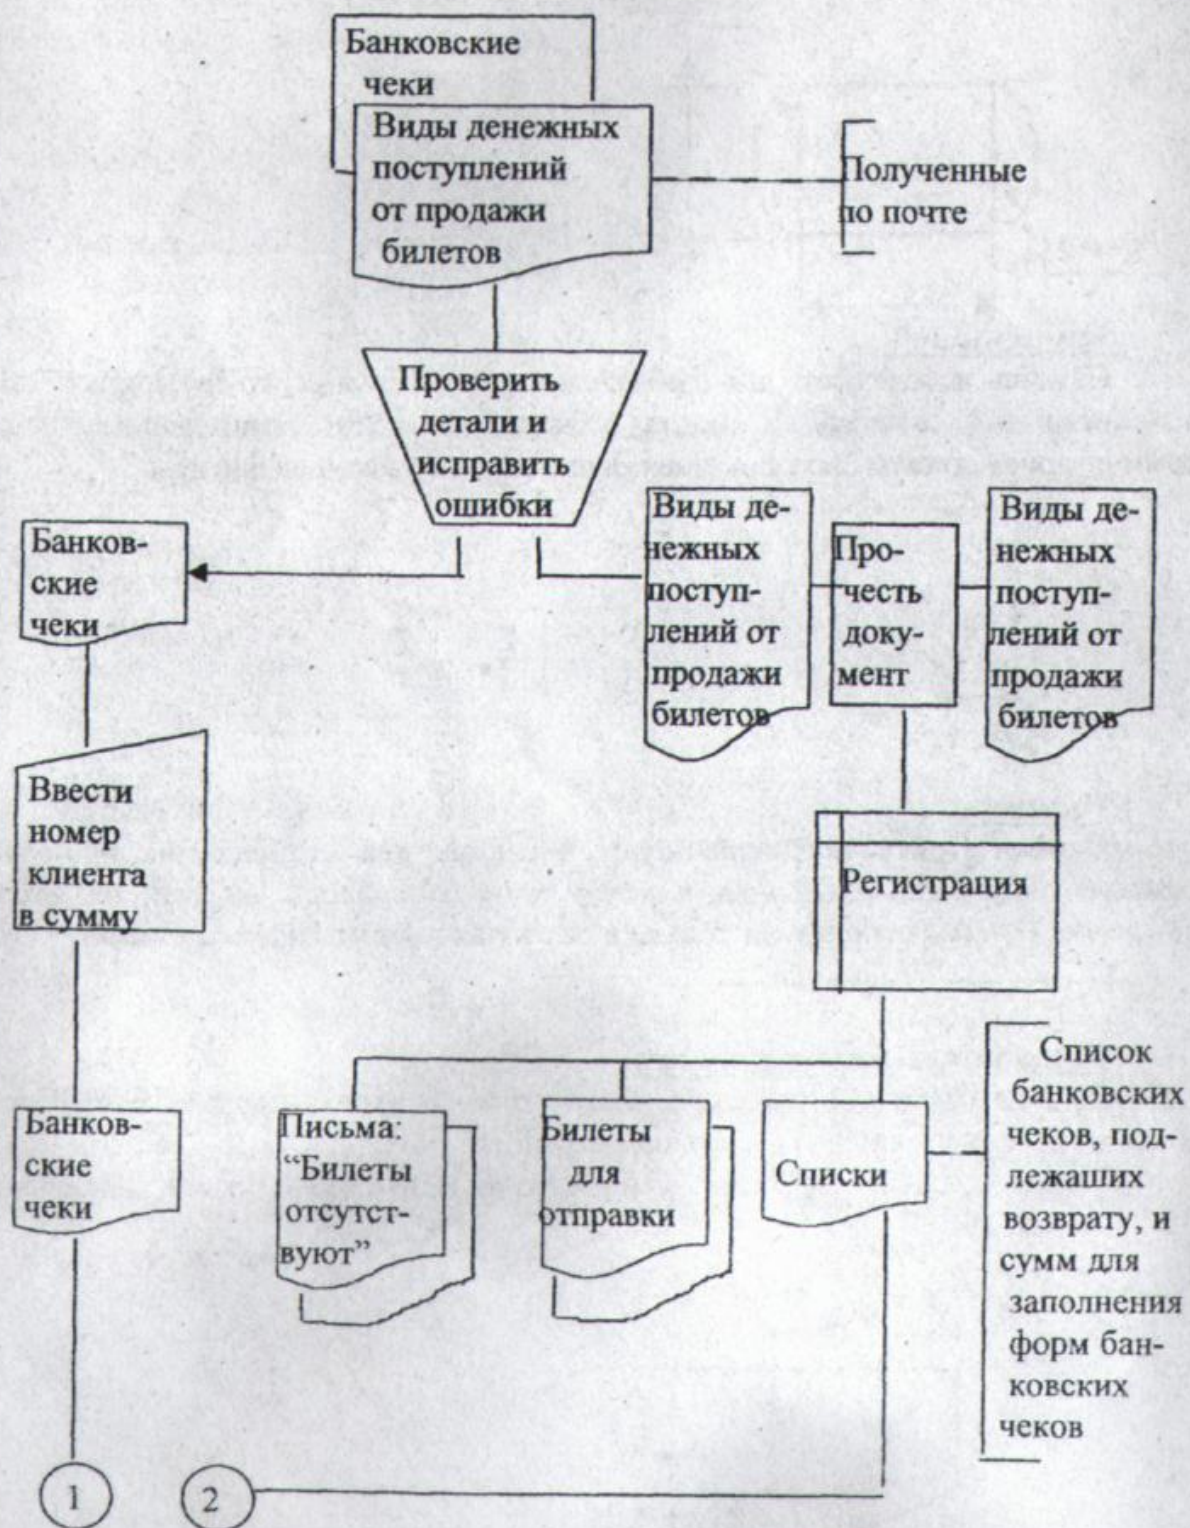 Банковские
чеки
Виды денежных
поступлений
от продажи
билетов
Полученные
по почте
Проверить
детали и
исправить
ошибки
Банков-
ские
чеки
Виды де-
нежных
поступ-
лений от
продажи
билетов
Про-
честь
доку-
мент
Виды де-
нежных
поступ-
лений от
продажи
билетов
Ввести
номер
клиента
в сумму
Регистрация
Банков-
ские
чеки
Письма:
“Билеты
отсутст-
вуют”
Билеты
для
отправки
Списки
Список
банковских
чеков, под-
лежаших
возврату, и
сумм для
заполнения
форм бан-
ковских
чеков
1
2